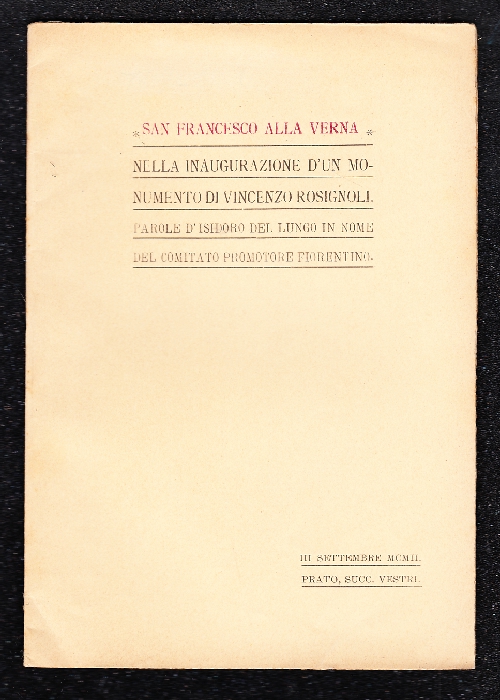 * SAN FRANCESCO ALLA VERNA *
NELLA INAUGURAZIONE D'UN MO-
NUMENTO DI VINCENZO ROSIGNOLI.
PAROLE D'ISIDORO DEL LUNGO IN NOME
DEL COMITATO PROMOTORE FIORENTINO.
III SETTEMBRE MCMII.
PRATO, SUCC. VESTRI.